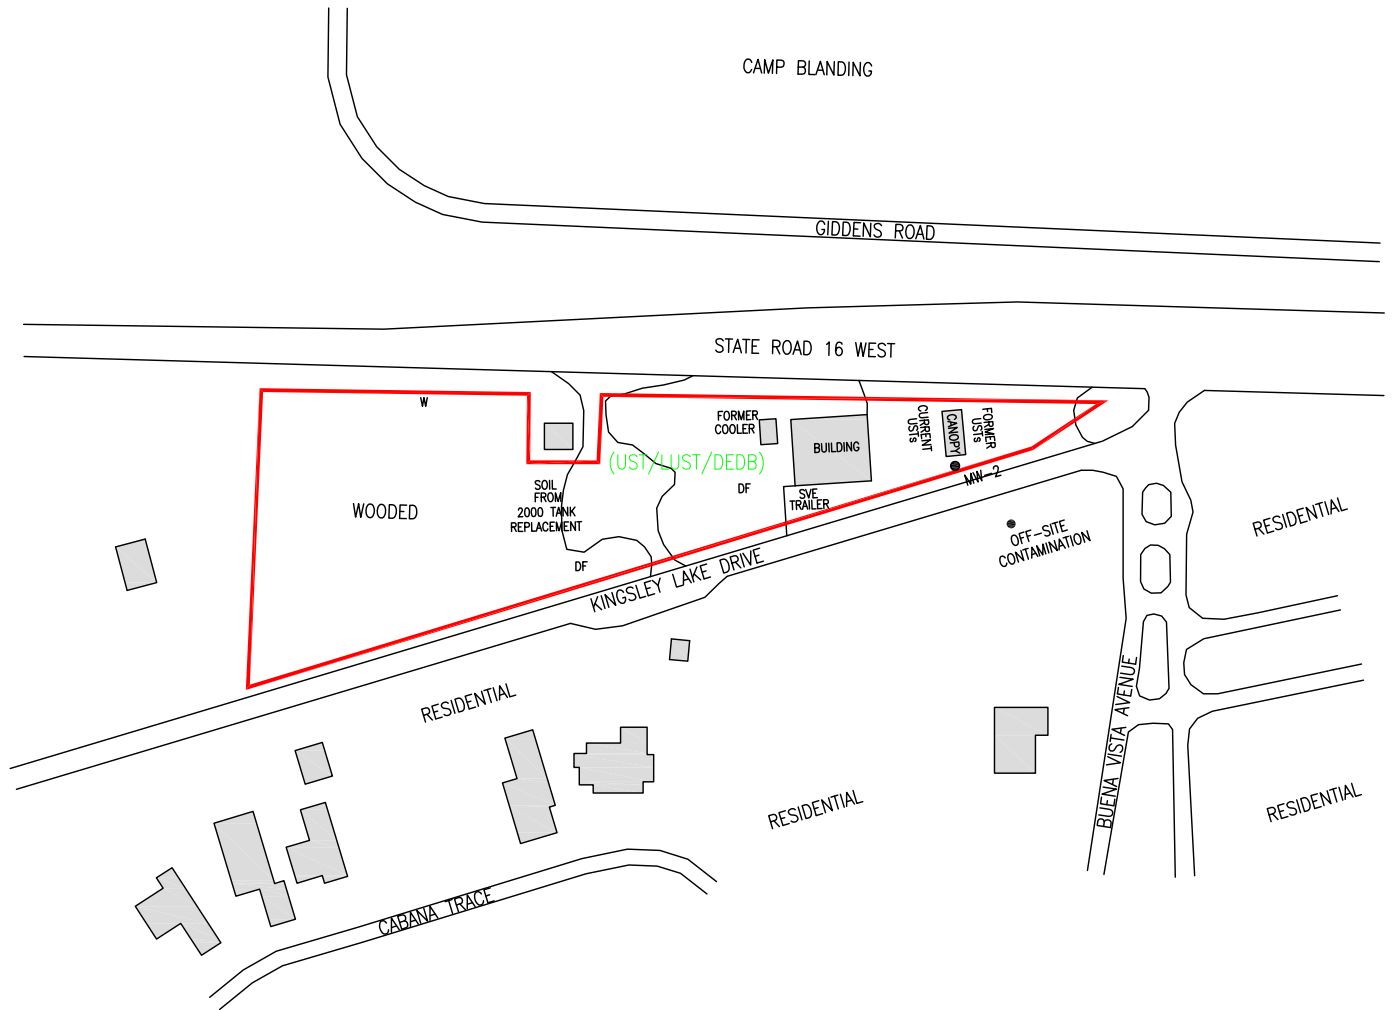 CAMP BLANDING
GIDDENS ROAD
STATE ROAD 16 WEST
W
FORMER
COOLER
BUILDING
CURRENT
USTs
CANOPY
FORMER
USTs
(UST/LUST/DEDB)
MW-2
DF
SVE
TRAILER
SOIL
FROM
2000 TANK
REPLACEMENT
WOODED
DF
OFF-SITE
CONTAMINATION
RESIDENTIAL
KINGSLEY LAKE DRIVE
RESIDENTIAL
BUENA VISTA AVENUE
RESIDENTIAL
RESIDENTIAL
CABANA TRACE